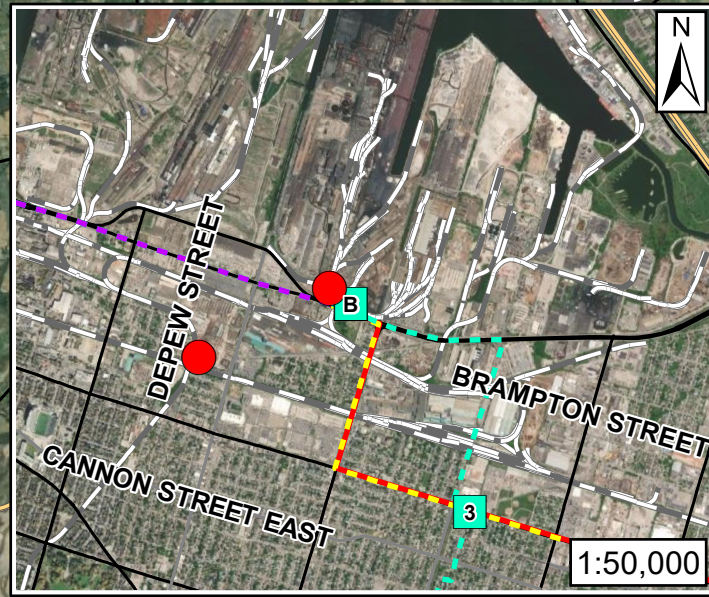 N
DEPEW STREET
B
BRAMPTON STREET
CANNON STREET EAST
3
1:50,000